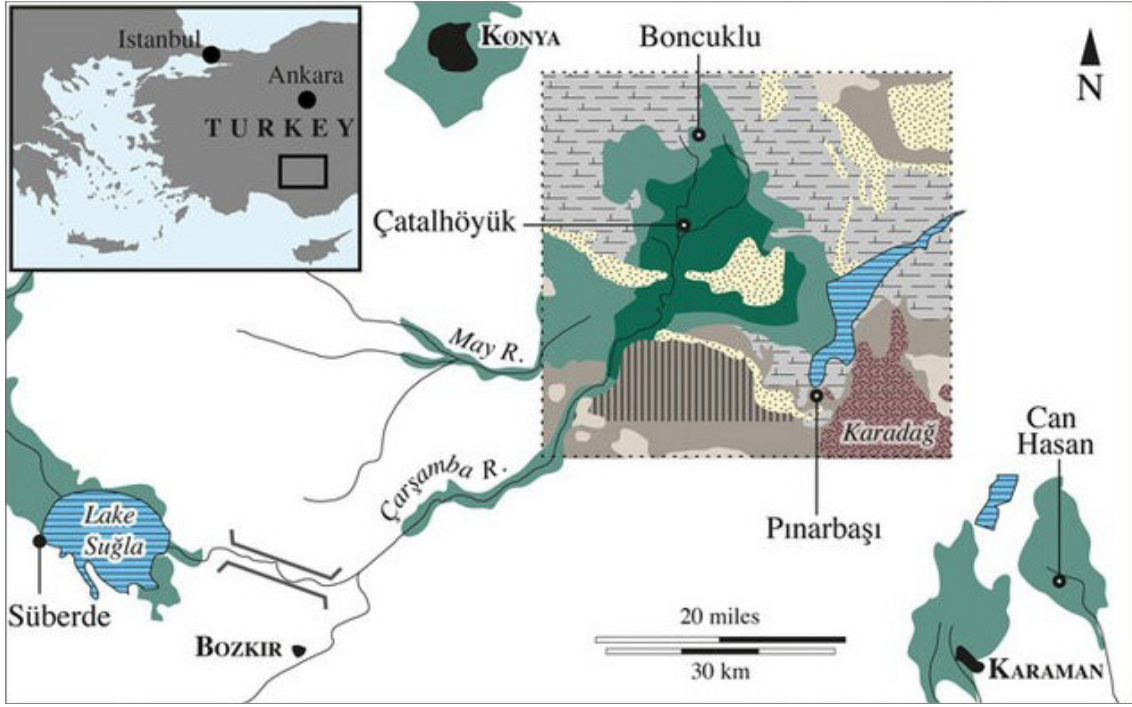 Istanbul
Ankara
TURKEY
KONYA
Boncuklu
N
Çatalhöyük
May R.
Çarşamba R.
Karadağ
Can
Hasan
Pınarbaşı
Lake
Suğla
Süberde
BOZKIR
20 miles
30 km
KARAMAN